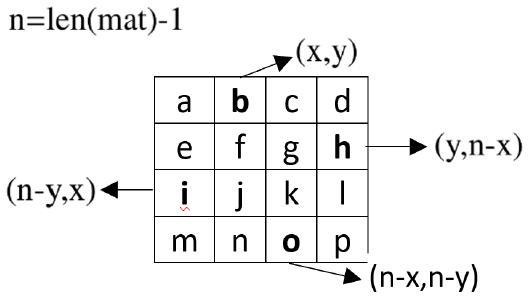 n=len(mat)-1
(x,y)
a b c d
e f g h (y,n-x)
(n-y,x) i j k l
m n o p
(n-x,n-y)